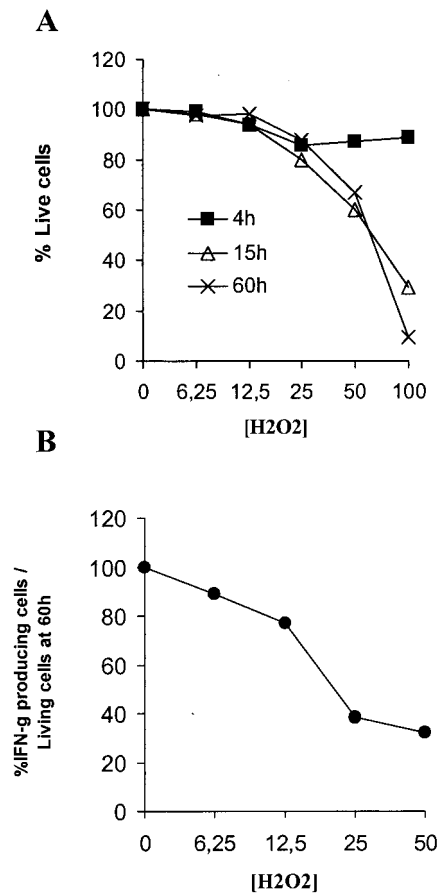 A
120
100
80
60
40
20
0
% Live cells
4h
15h
60h
0 6,25 12,5 25 50 100
[H2O2]
B
120
100
80
60
40
20
0
%IFN-g producing cells /
Living cells at 60h
0 6,25 12,5 25 50
[H2O2]